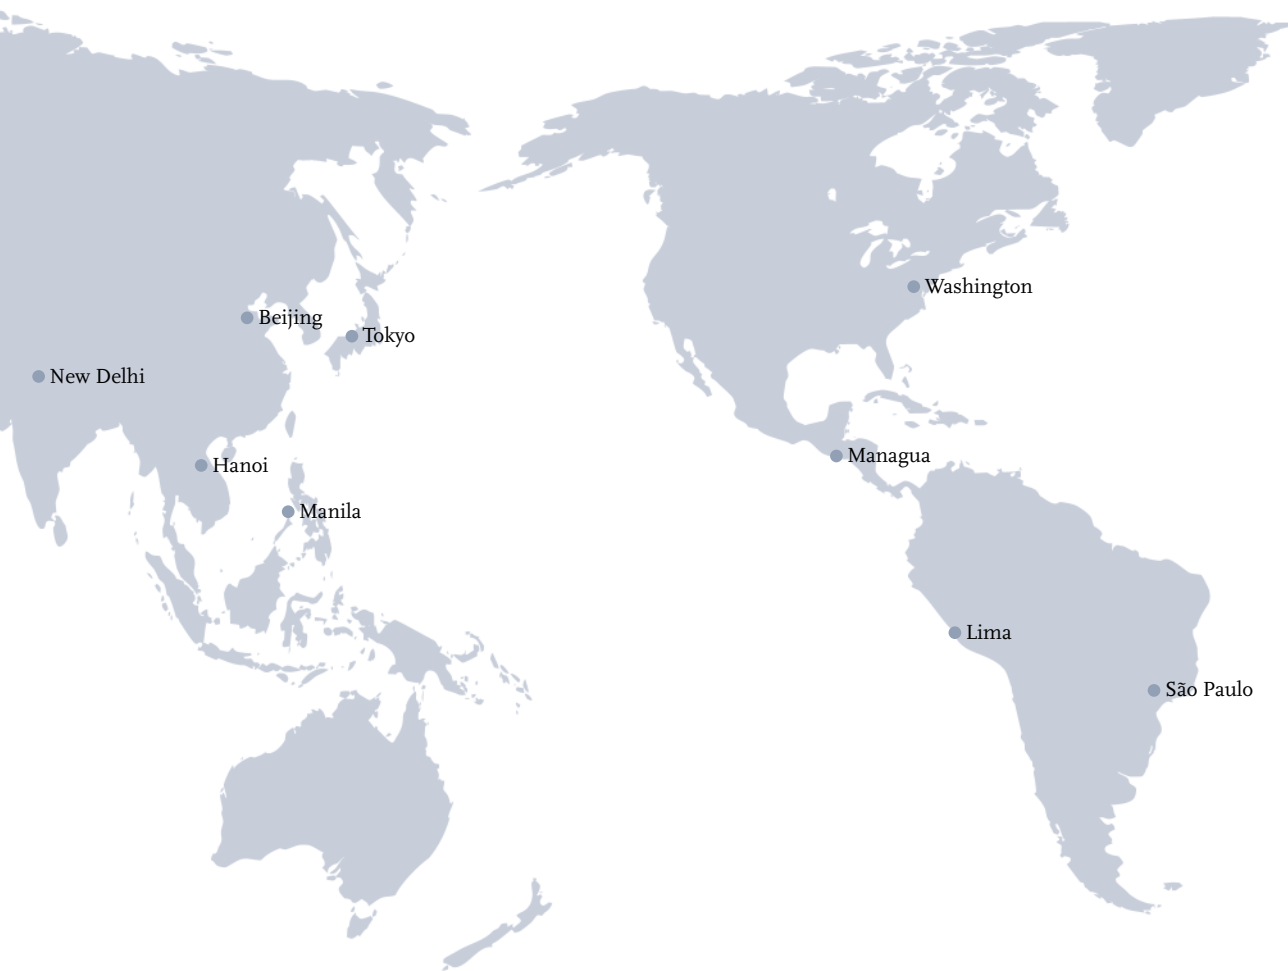 Washington
Beijing
Tokyo
New Delhi
Managua
Hanoi
Manila
Lima
São Paulo